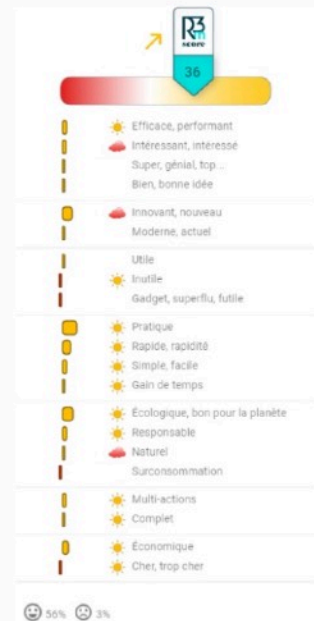 R3m
score
36
Efficace, performant
Intéressant, intéressé
Super, génial, top...
Bien, bonne idée
Innovant, nouveau
Moderne, actuel
Utile
Inutile
Gadget, superflu, futile
Pratique
Rapide, rapidité
Simple, facile
Gain de temps
Écologique, bon pour la planète
Responsable
Naturel
Surconsommation
Multi-actions
Complet
Économique
Cher, trop cher
56% 3%